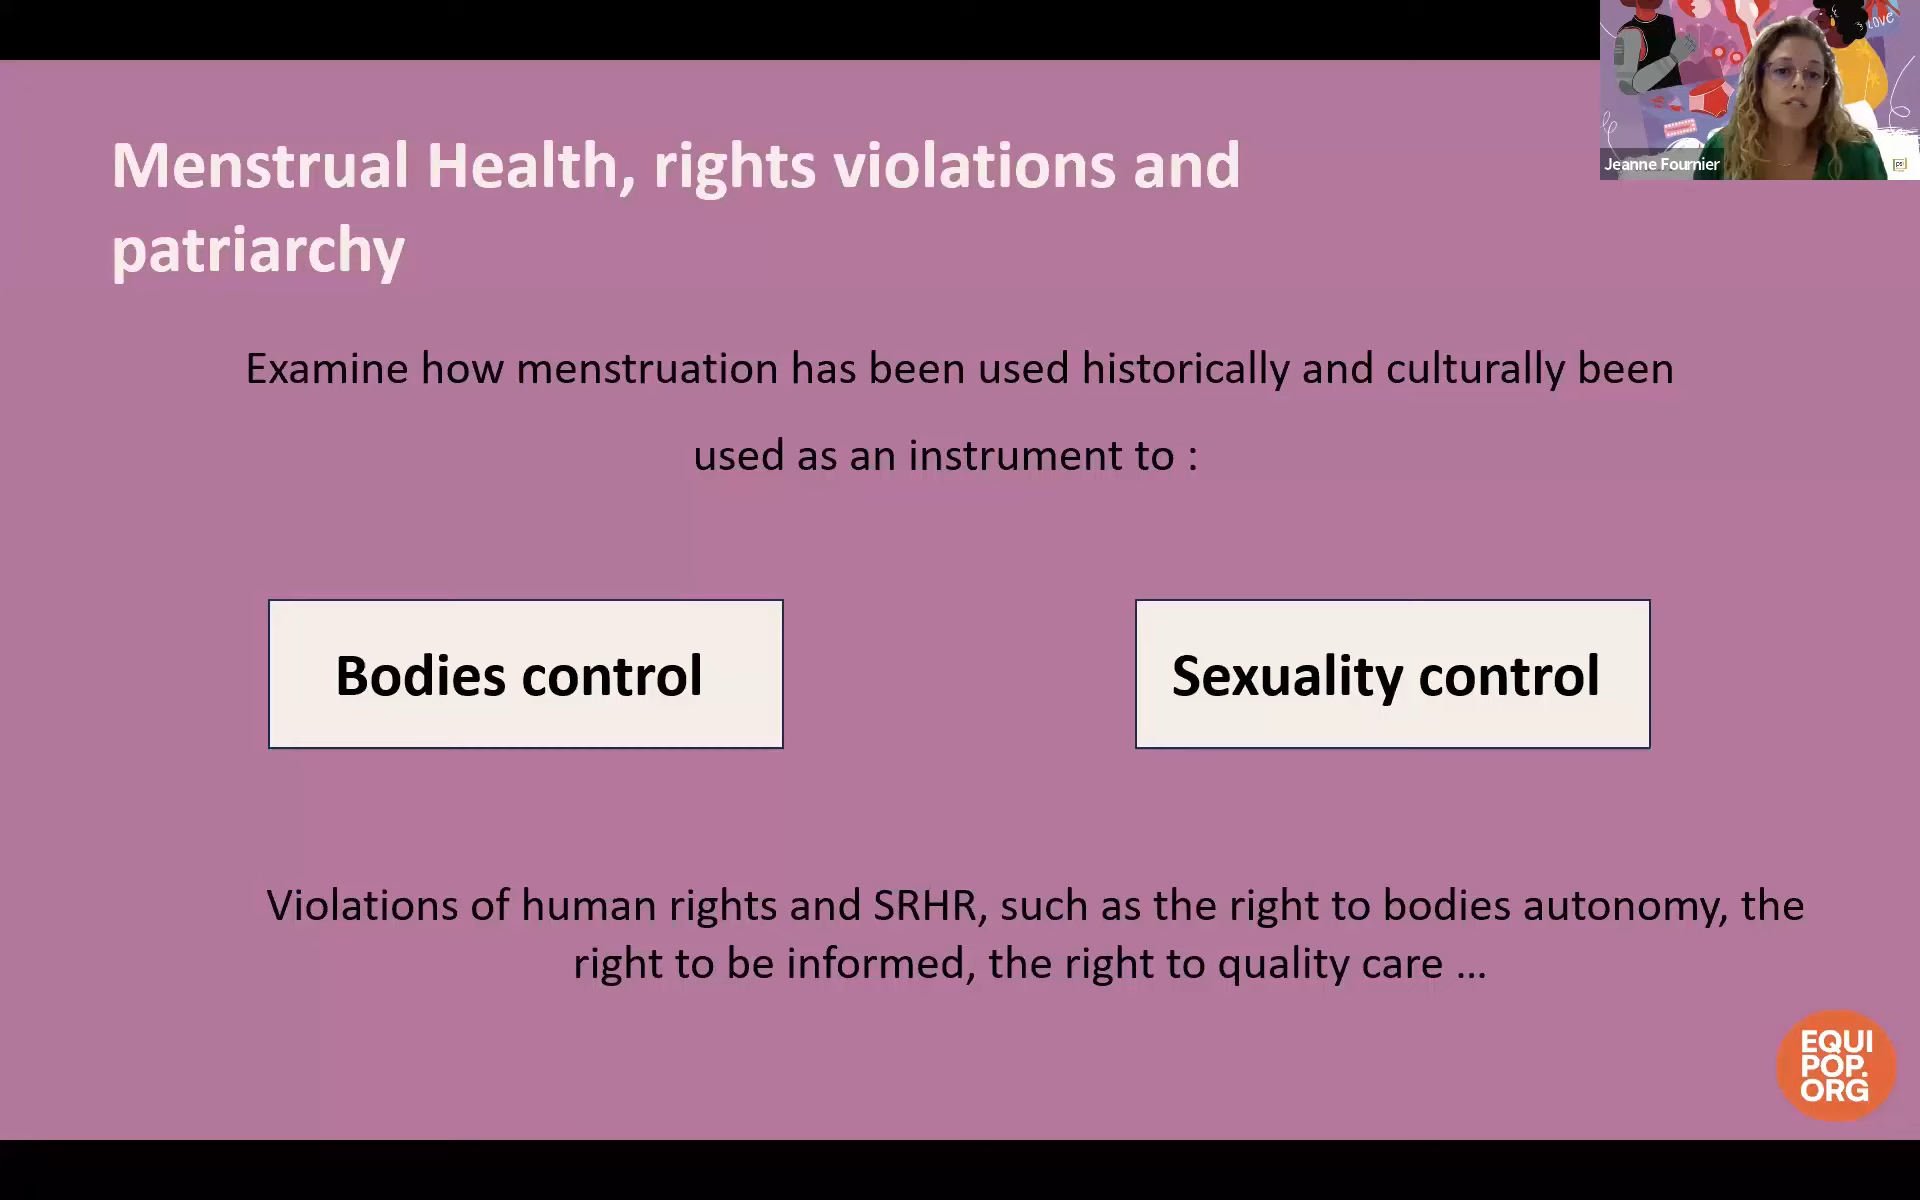 LOVE
Jeanne Fournier
Menstrual Health, rights violations and
patriarchy
Examine how menstruation has been used historically and culturally been
used as an instrument to :
Bodies control
Sexuality control
Violations of human rights and SRHR, such as the right to bodies autonomy, the
right to be informed, the right to quality care ...
EQUI
POP.
ORG